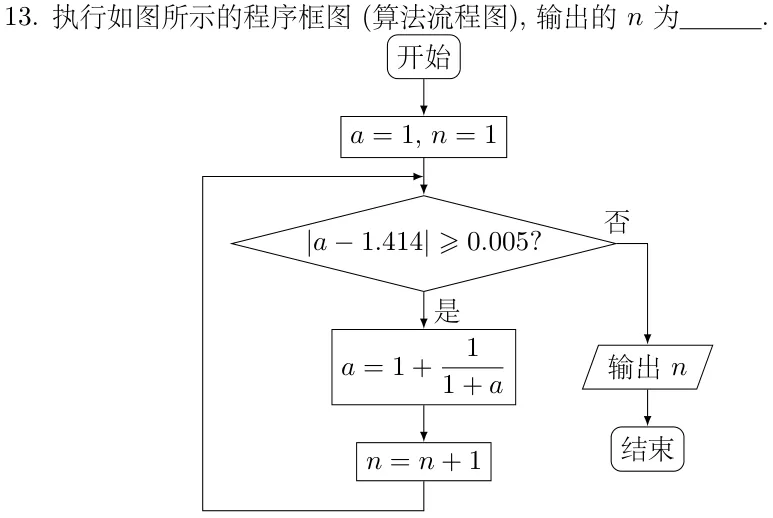 13. 执行如图所示的程序框图 (算法流程图), 输出的 n 为______.
开始
a = 1, n = 1
|a − 1.414| ⩾ 0.005?
否
是
a = 1 + \frac{1}{1 + a}
输出 n
n = n + 1
结束